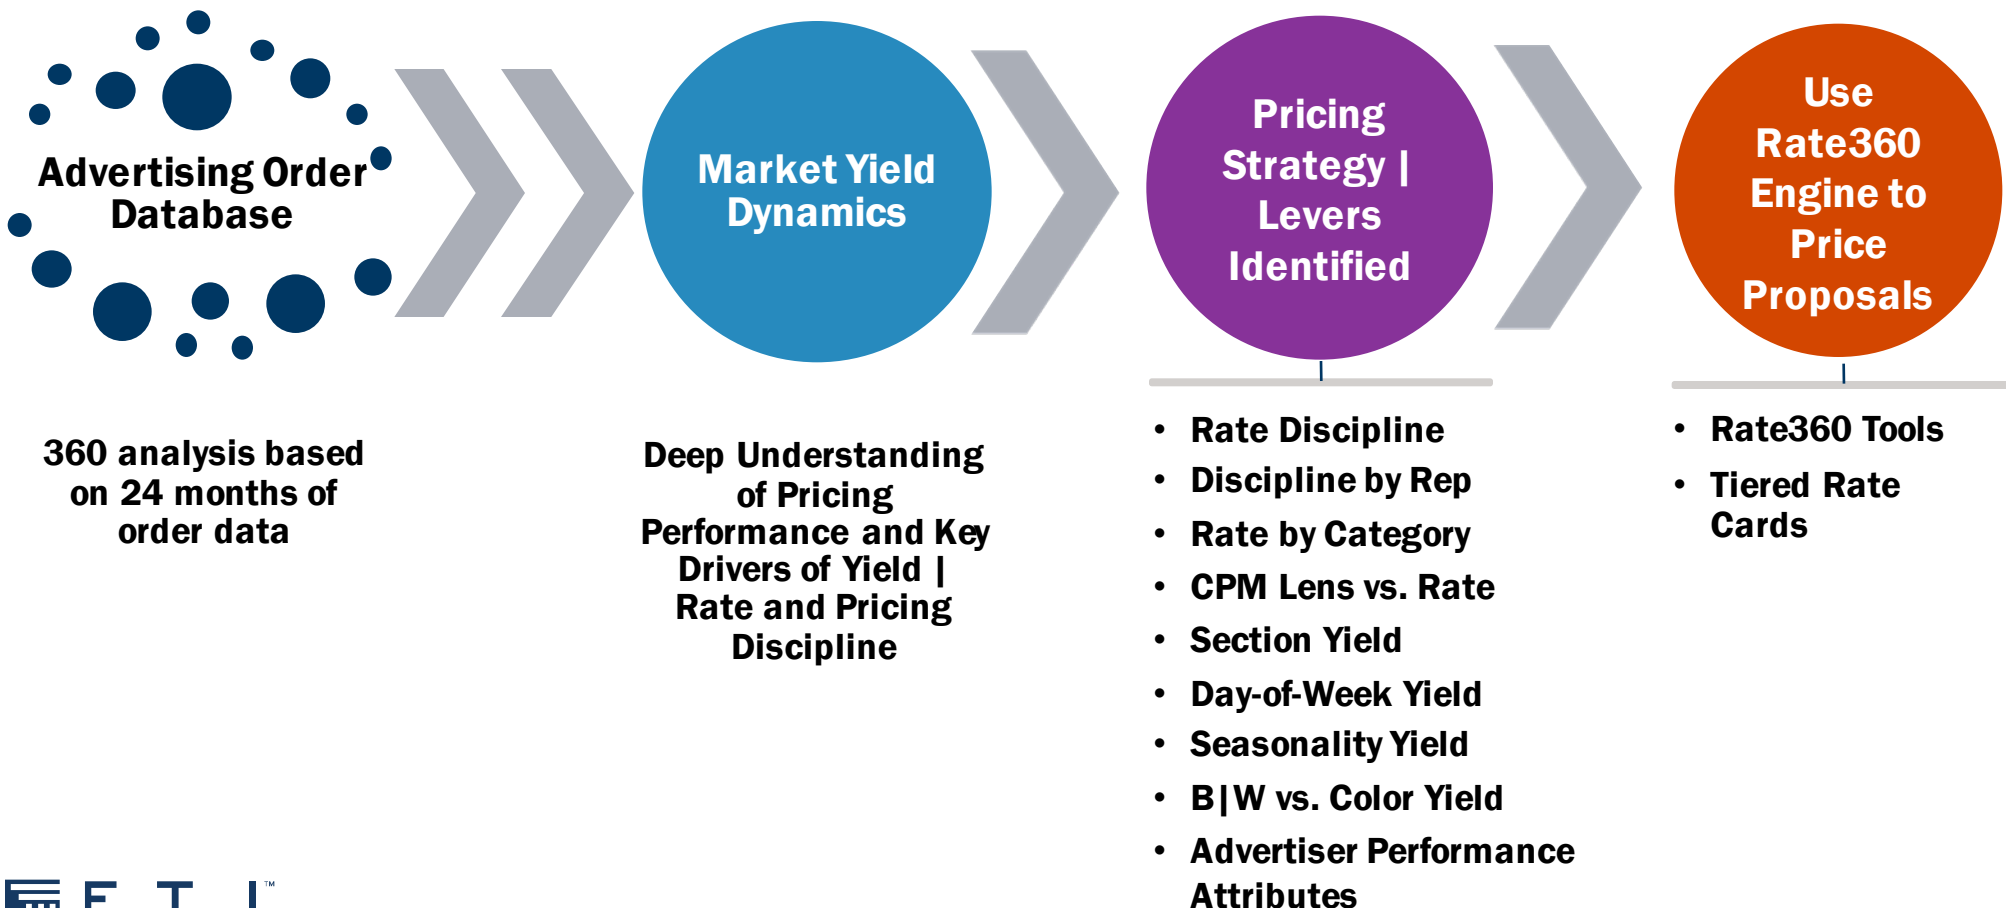 Advertising Order
Database
360 analysis based
on 24 months of
order data
Market Yield
Dynamics
Deep Understanding
of Pricing
Performance and Key
Drivers of Yield |
Rate and Pricing
Discipline
Pricing
Strategy |
Levers
Identified
• Rate Discipline
• Discipline by Rep
• Rate by Category
• CPM Lens vs. Rate
• Section Yield
• Day-of-Week Yield
• Seasonality Yield
• B|W vs. Color Yield
• Advertiser Performance
Attributes
Use
Rate360
Engine to
Price
Proposals
• Rate360 Tools
• Tiered Rate
Cards
F T I™